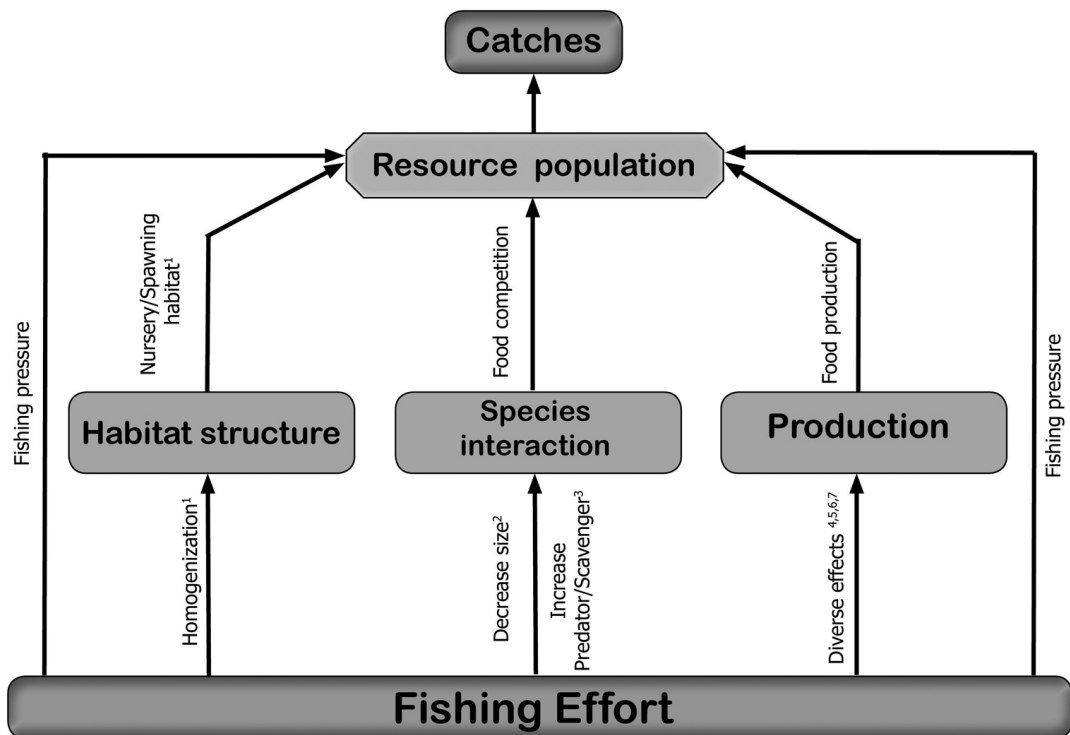 Catches
Resource population
Fishing pressure
Nursery/Spawning
habitat¹
Food competition
Food production
Fishing pressure
Habitat structure
Species
interaction
Production
Homogenization¹
Decrease size²
Increase
Predator/Scavenger³
Diverse effects ⁴,⁵,⁶,⁷
Fishing Effort